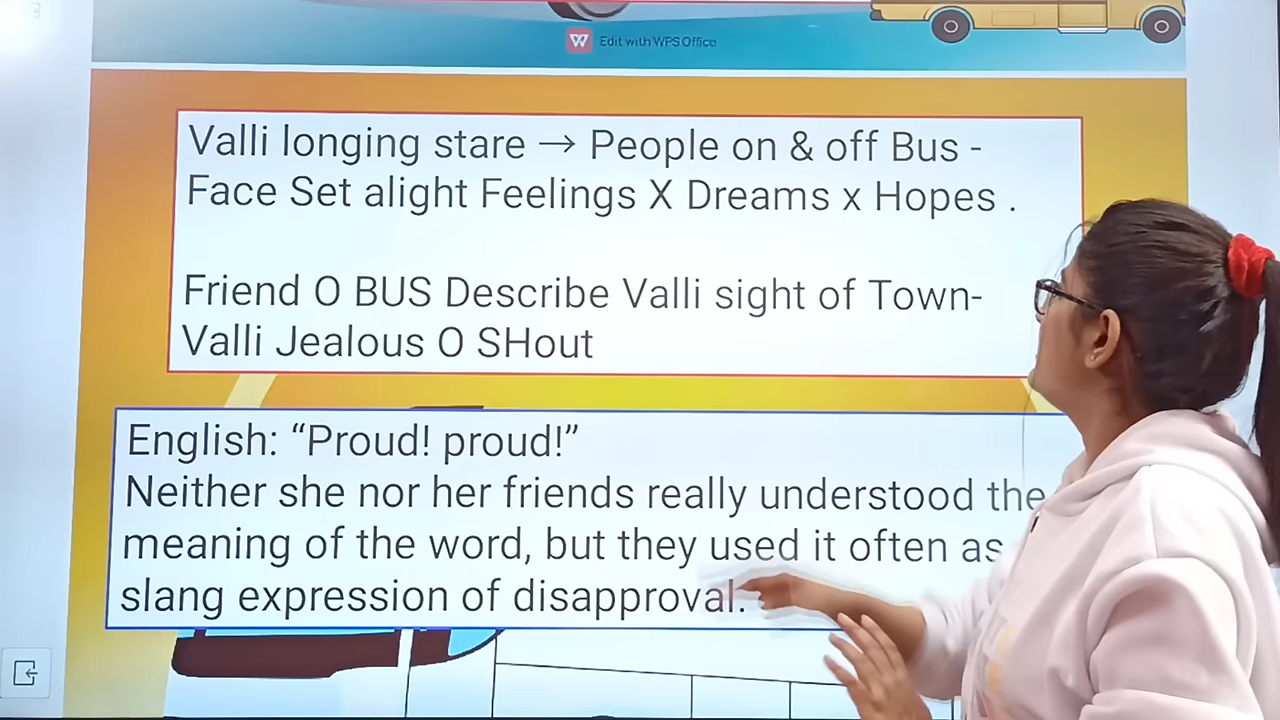 Edit with WPS Office
Valli longing stare → People on & off Bus -
Face Set alight Feelings X Dreams x Hopes .
Friend O BUS Describe Valli sight of Town-
Valli Jealous O SHout
English: “Proud! proud!”
Neither she nor her friends really understood the
meaning of the word, but they used it often as
slang expression of disapproval.